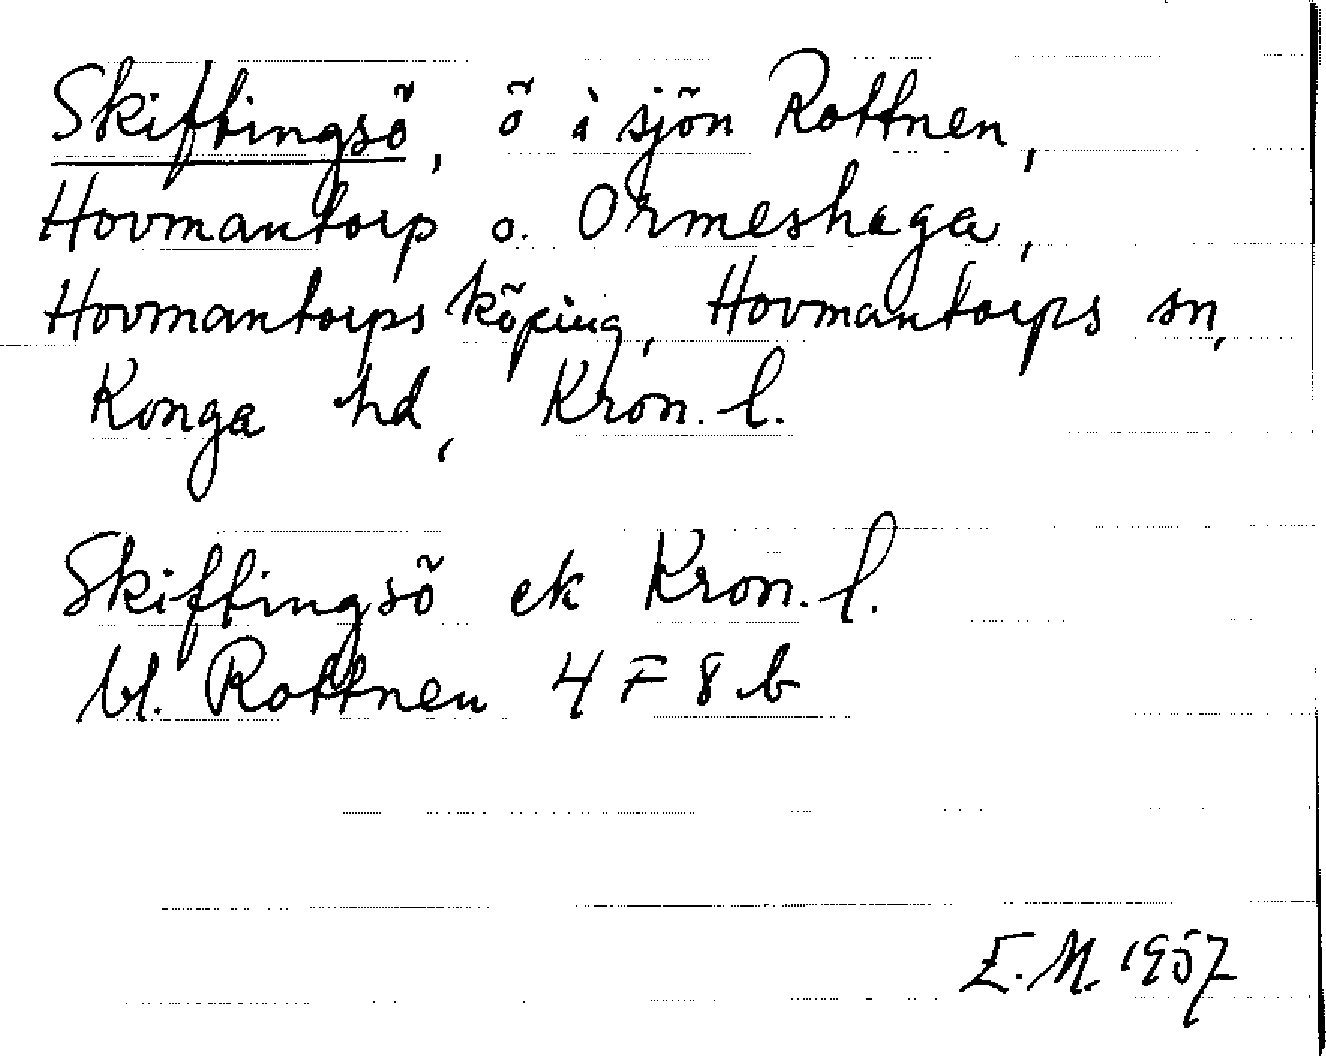 Skiftingsö, ö i sjön Rottnen,
Hovmantorp o. Ormeshaga,
Hovmantorps köping, Hovmantorps sn,
Konga hd, Kron. l.
Skiftingsö ek Kron. l.
bl. Rottnen 4 F 8 b
E.M. 1957